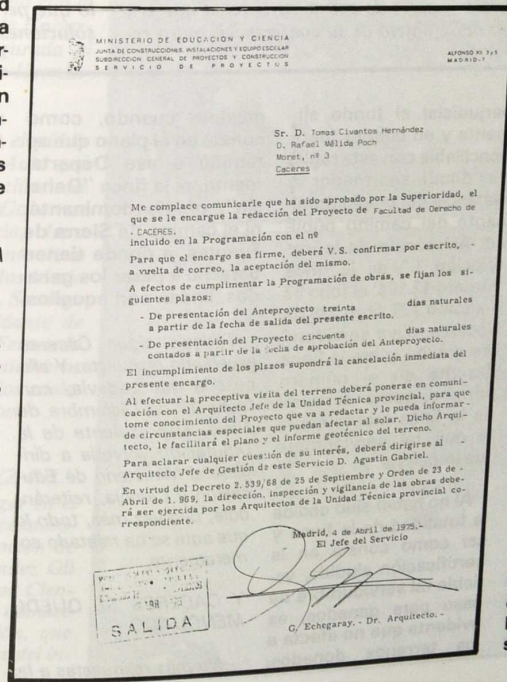 MINISTERIO DE EDUCACION Y CIENCIA
JUNTA DE CONSTRUCCIONES, INSTALACIONES Y EQUIPO ESCOLAR
SUBDIRECCION GENERAL DE PROYECTOS Y CONSTRUCCION
SERVICIO DE PROYECTOS
ALFONSO XII, 3 y 5
MADRID-7
Sr. D. Tomas Civantos Hernández
D. Rafael Mélida Poch
Moret, nº 3
Caceres
Me complace comunicarle que ha sido aprobado por la Superioridad, el
que se le encargue la redacción del Proyecto de Facultad de Derecho de
CACERES.
incluido en la Programación con el nº
Para que el encargo sea firme, deberá V.S. confirmar por escrito, -
a vuelta de correo, la aceptación del mismo.
A efectos de cumplimentar la Programación de obras, se fijan los si-
guientes plazos:
- De presentación del Anteproyecto treinta días naturales
a partir de la fecha de salida del presente escrito.
- De presentación del Proyecto cincuenta días naturales
contados a partir de la fecha de aprobación del Anteproyecto.
El incumplimiento de los plazos supondrá la cancelación inmediata del
presente encargo.
Al efectuar la preceptiva visita del terreno deberá ponerse en comuni-
cación con el Arquitecto Jefe de la Unidad Técnica provincial, para que
tome conocimiento del Proyecto que va a redactar y le pueda informar -
de circunstancias especiales que puedan afectar al solar. Dicho Arqui-
tecto, le facilitará el plano y el informe geotécnico del terreno.
Para aclarar cualquier cuestión de su interés, deberá dirigirse al -
Arquitecto Jefe de Gestión de este Servicio D. Agustin Gabriel.
En virtud del Decreto 2.539/68 de 25 de Septiembre y Orden de 23 de -
Abril de 1.969, la dirección, inspección y vigilancia de las obras debe-
rá ser ejercida por los Arquitectos de la Unidad Técnica provincial co-
rrespondiente.
Madrid, 4 de Abril de 1975.-
El Jefe del Servicio
G. Echegaray. - Dr. Arquitecto. -
SALIDA